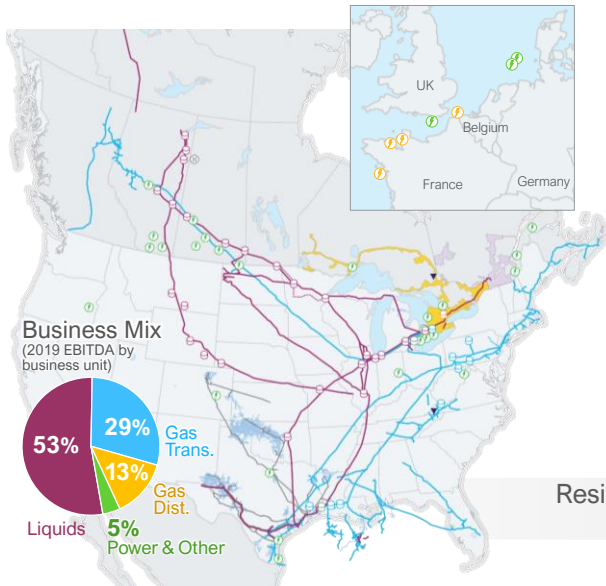 UK
Belgium
France
Germany
Business Mix
(2019 EBITDA by
business unit)
53%
29%
Gas
Trans.
13%
Gas
Dist.
Liquids
5%
Power & Other
Resi